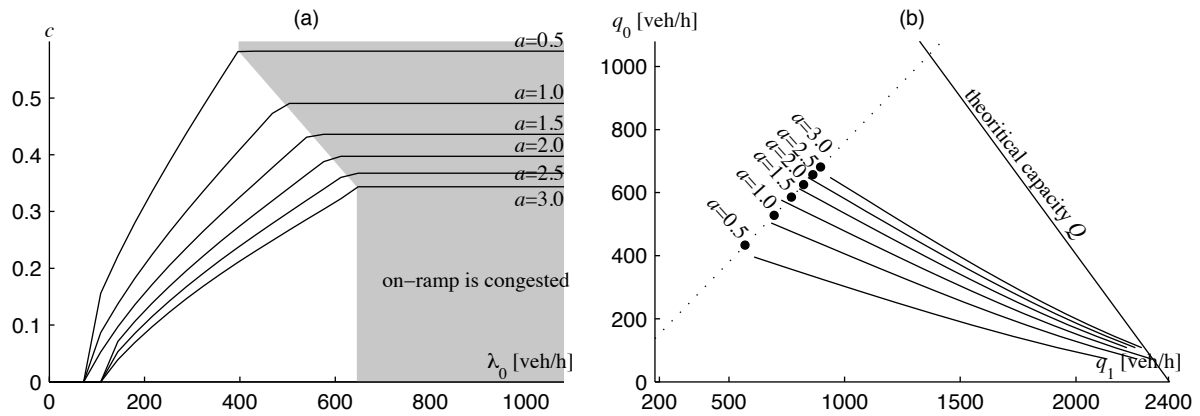 (a)
c
a=0.5
a=1.0
a=1.5
a=2.0
a=2.5
a=3.0
on−ramp is congested
λ0 [veh/h]
0.5
0.4
0.3
0.2
0.1
0
0 200 400 600 800 1000
(b)
q0 [veh/h]
1000
800
600
400
200
0
a=3.0
a=2.5
a=2.0
a=1.5
a=1.0
a=0.5
theoritical capacity Q
q1 [veh/h]
200 500 1000 1500 2000 2400